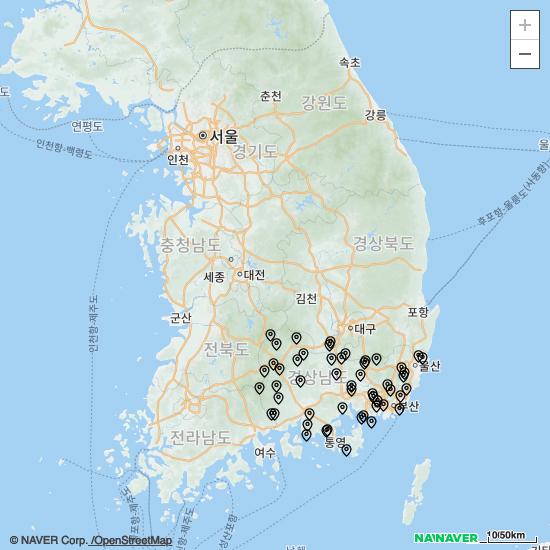 +
−
속초
춘천
강원도
연평도
강릉
서울
인천
경기도
인천항-백령도
울
후포항-울릉도(사동항)
충청남도
경상북도
세종
대전
김천
인천항-제주도
포항
군산
대구
전라북도
울산
경상남도
부산
전라남도
통영
여수
© NAVER Corp. /OpenStreetMap
NAVER
10/50km